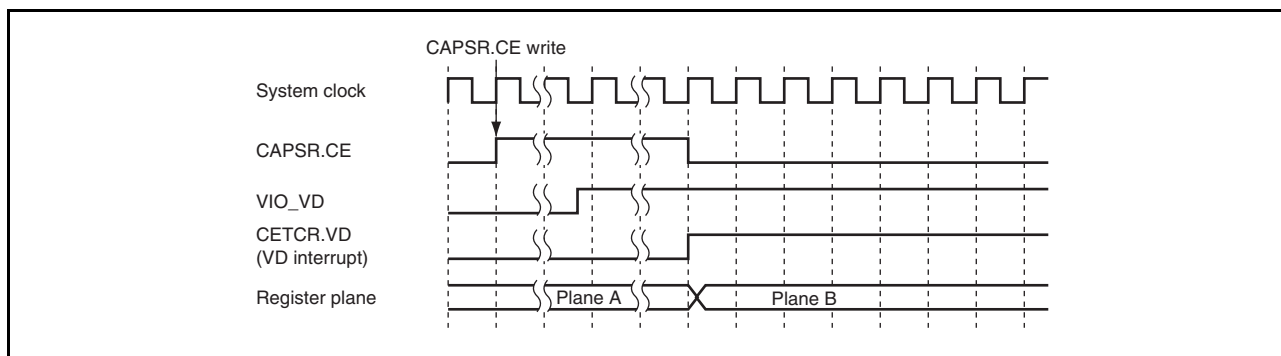 CAPSR.CE write
System clock
CAPSR.CE
VIO_VD
CETCR.VD
(VD interrupt)
Register plane
Plane A
Plane B